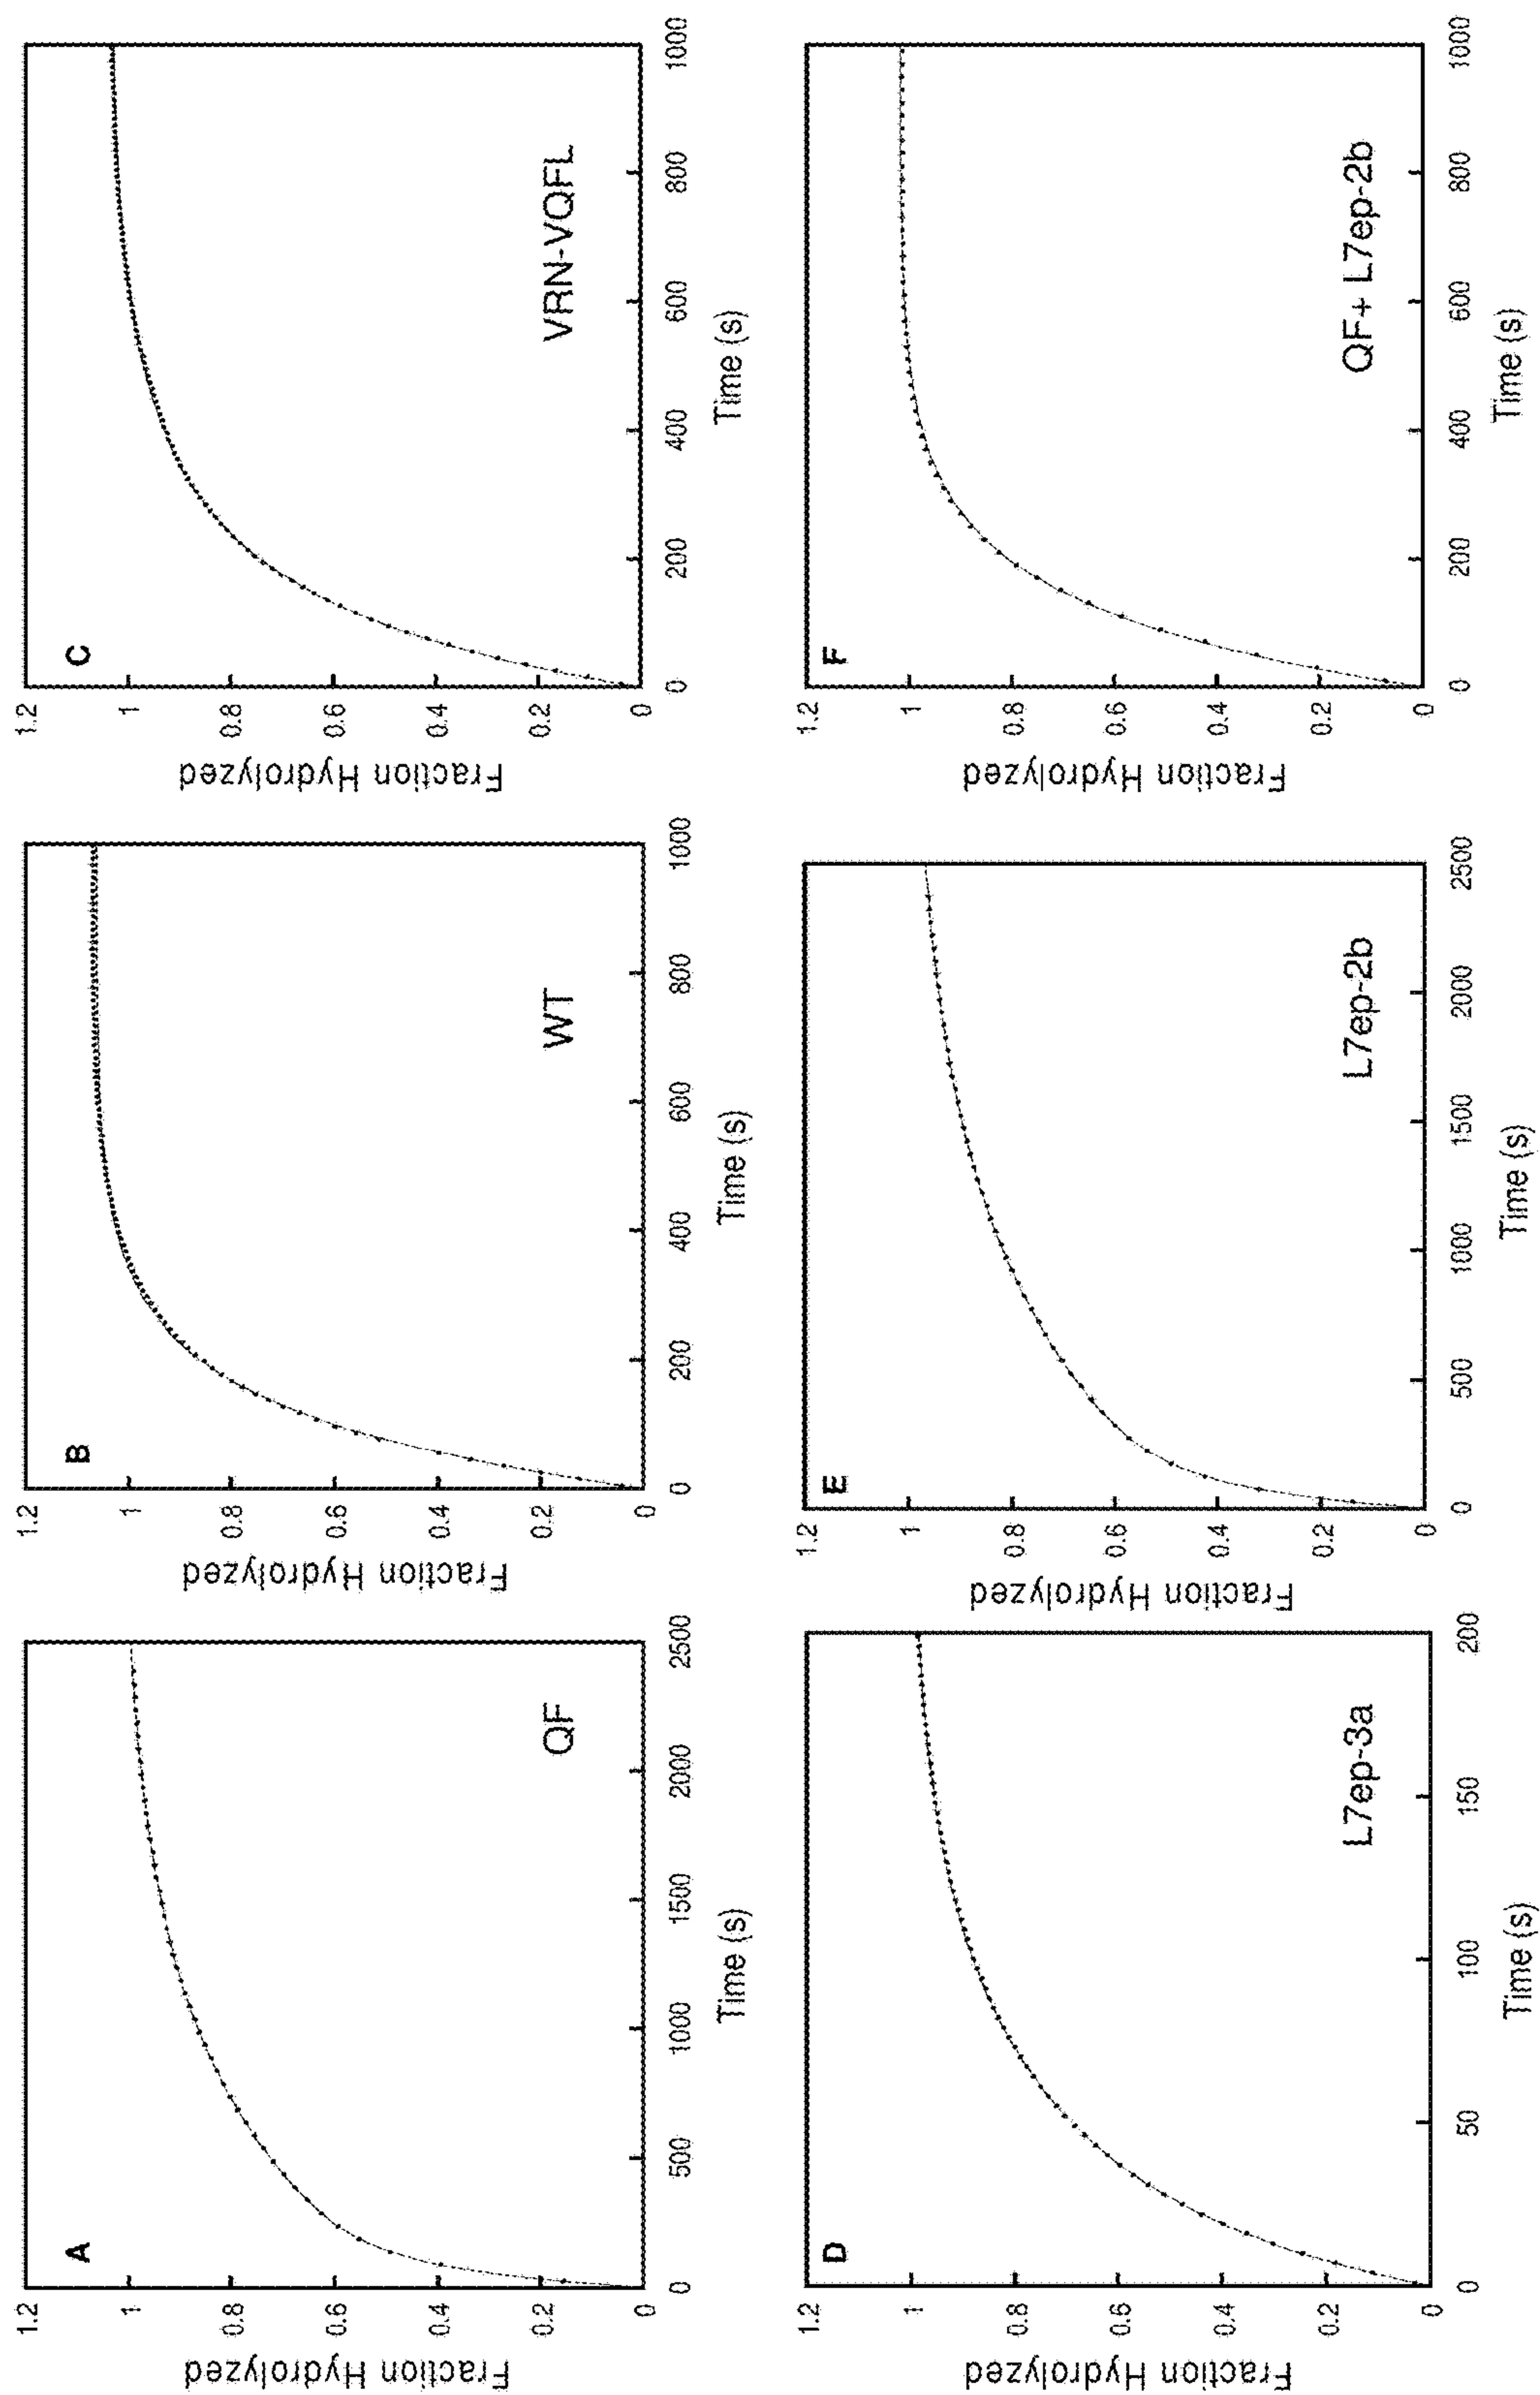 A
QF
Fraction Hydrolyzed
1.2
1
0.8
0.6
0.4
0.2
0
0 500 1000 1500 2000 2500
Time (s)
B
WT
Fraction Hydrolyzed
1.2
1
0.8
0.6
0.4
0.2
0
0 200 400 600 800 1000
Time (s)
C
VRN-VQFL
Fraction Hydrolyzed
1.2
1
0.8
0.6
0.4
0.2
0
0 200 400 600 800 1000
Time (s)
D
L7ep-3a
Fraction Hydrolyzed
1.2
1
0.8
0.6
0.4
0.2
0
0 50 100 150 200
Time (s)
E
L7ep-2b
Fraction Hydrolyzed
1.2
1
0.8
0.6
0.4
0.2
0
0 500 1000 1500 2000 2500
Time (s)
F
QF+ L7ep-2b
Fraction Hydrolyzed
1.2
1
0.8
0.6
0.4
0.2
0
0 200 400 600 800 1000
Time (s)